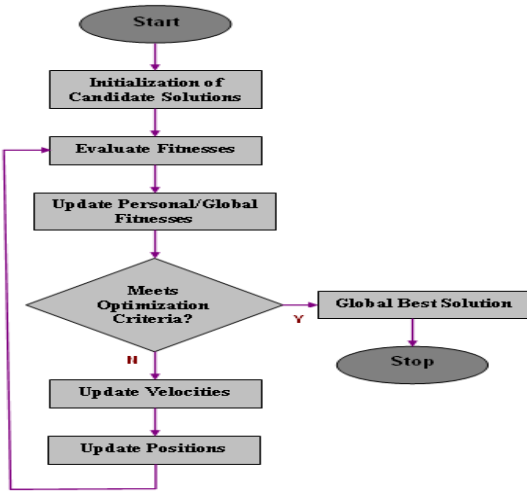 Start
Initialization of
Candidate Solutions
Evaluate Fitnesses
Update Personal/Global
Fitnesses
Meets
Optimization
Criteria?
Y
Global Best Solution
Stop
N
Update Velocities
Update Positions